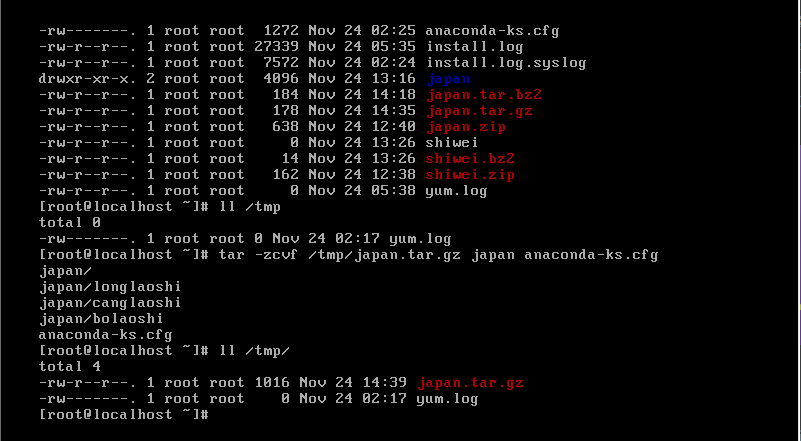 -rw-------. 1 root root  1272 Nov 24 02:25 anaconda-ks.cfg
-rw-r--r--. 1 root root 27339 Nov 24 05:35 install.log
-rw-r--r--. 1 root root  7572 Nov 24 02:24 install.log.syslog
drwxr-xr-x. 2 root root  4096 Nov 24 13:16 japan
-rw-r--r--. 1 root root   184 Nov 24 14:18 japan.tar.bz2
-rw-r--r--. 1 root root   178 Nov 24 14:35 japan.tar.gz
-rw-r--r--. 1 root root   638 Nov 24 12:40 japan.zip
-rw-r--r--. 1 root root     0 Nov 24 13:26 shiwei
-rw-r--r--. 1 root root    14 Nov 24 13:26 shiwei.bz2
-rw-r--r--. 1 root root   162 Nov 24 12:38 shiwei.zip
-rw-r--r--. 1 root root     0 Nov 24 05:38 yum.log
[root@localhost ~]# ll /tmp
total 0
-rw-------. 1 root root 0 Nov 24 02:17 yum.log
[root@localhost ~]# tar -zcvf /tmp/japan.tar.gz japan anaconda-ks.cfg
japan/
japan/longlaoshi
japan/canglaoshi
japan/bolaoshi
anaconda-ks.cfg
[root@localhost ~]# ll /tmp/
total 4
-rw-r--r--. 1 root root 1016 Nov 24 14:39 japan.tar.gz
-rw-------. 1 root root    0 Nov 24 02:17 yum.log
[root@localhost ~]#